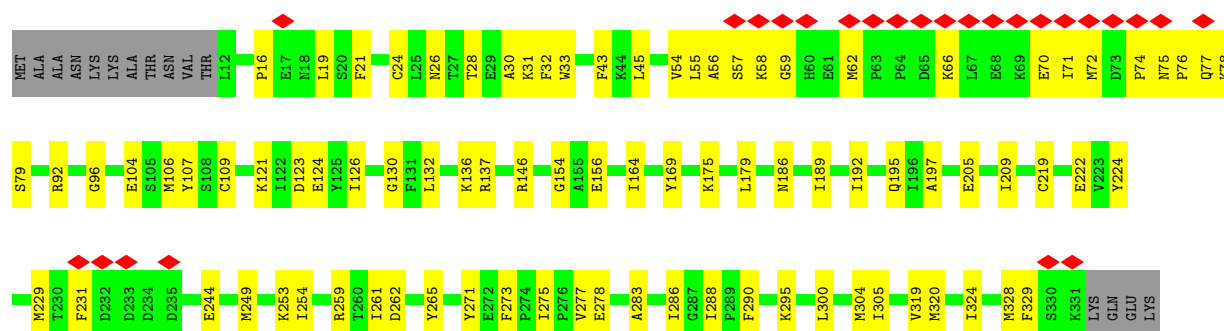 MET ALA ALA ASN LYS LYS ALA THR ASN VAL THR L12 P16 E17 N18 L19 S20 F21 C24 L25 N26 T27 T28 E29 A30 K31 F32 W33 F43 K44 L45 V54 L55 A56 S57 K58 G59 H60 E61 M62 P63 P64 D65 K66 L67 E68 K69 E70 I71 M72 D73 P74 N75 P76 Q77 K78
S79 R92 G96 E104 S105 M106 Y107 S108 C109 K121 I122 D123 E124 Y125 I126 G130 F131 L132 K136 R137 R146 G154 A155 E156 I164 Y169 K175 L179 N186 I189 I192 Q195 I196 A197 E205 I209 C219 E222 V223 Y224
M229 T230 F231 D232 D233 D234 D235 E244 M249 K253 I254 R259 T260 I261 D262 Y265 Y271 E272 F273 P274 I275 P276 V277 E278 A283 I286 G287 I288 P289 F290 K295 L300 M304 I305 V319 M320 I324 M328 F329 S330 K331 LYS GLN GLU LYS